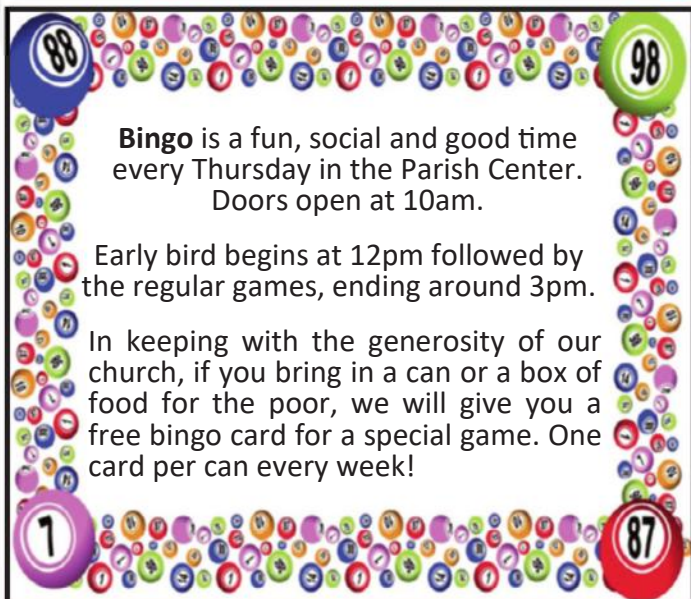 88
98
Bingo is a fun, social and good time
every Thursday in the Parish Center.
Doors open at 10am.
Early bird begins at 12pm followed by
the regular games, ending around 3pm.
In keeping with the generosity of our
church, if you bring in a can or a box of
food for the poor, we will give you a
free bingo card for a special game. One
card per can every week!
7
87